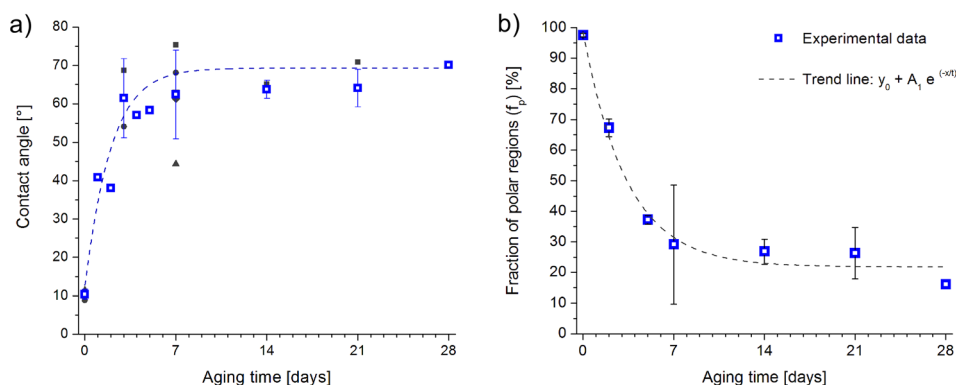 a)
80
70
60
50
40
30
20
10
0
Contact angle [°]
0 7 14 21 28
Aging time [days]
b)
100
90
80
70
60
50
40
30
20
10
0
Fraction of polar regions (fₚ) [%]
Experimental data
Trend line: y₀ + A₁ e ⁽⁻ˣ/ᵗ⁾
0 7 14 21 28
Aging time [days]